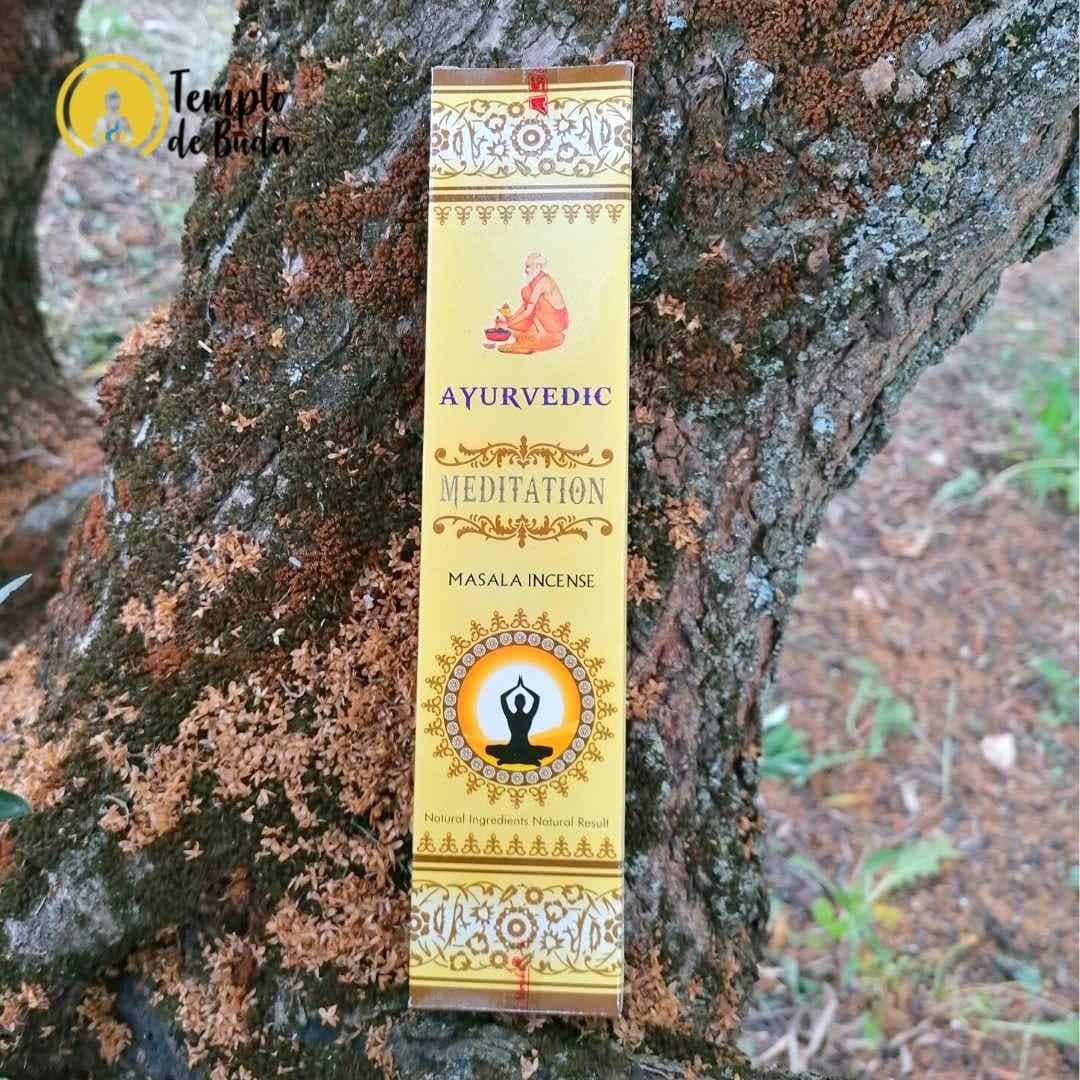 Templo
de Buda
AYURVEDIC
MEDITATION
MASALA INCENSE
Natural Ingredients Natural Result